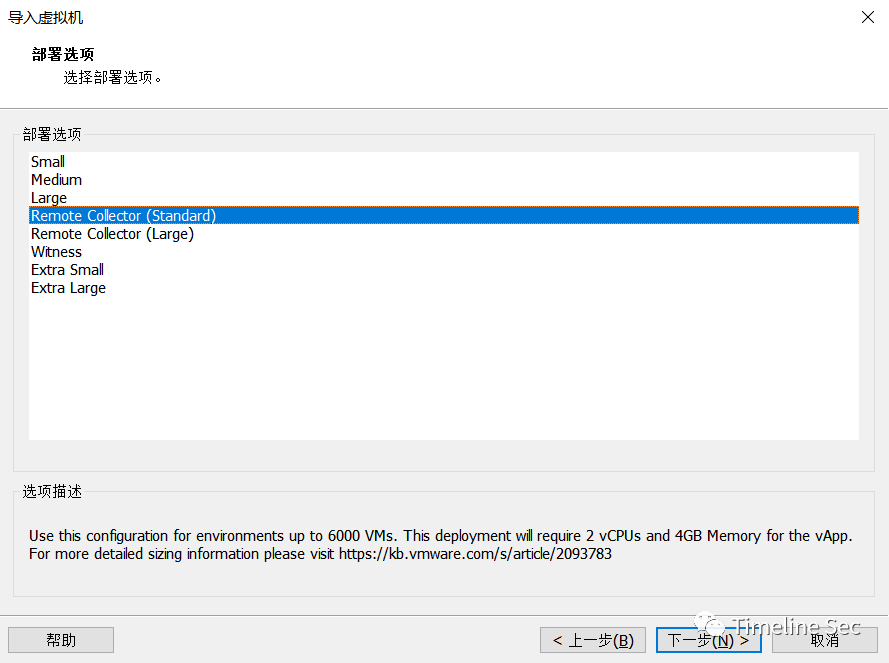 导入虚拟机
部署选项
选择部署选项。
部署选项
Small
Medium
Large
Remote Collector (Standard)
Remote Collector (Large)
Witness
Extra Small
Extra Large
选项描述
Use this configuration for environments up to 6000 VMs. This deployment will require 2 vCPUs and 4GB Memory for the vApp.
For more detailed sizing information please visit https://kb.vmware.com/s/article/2093783
Timeline Sec
帮助
< 上一步(B)
下一步(N) >
取消